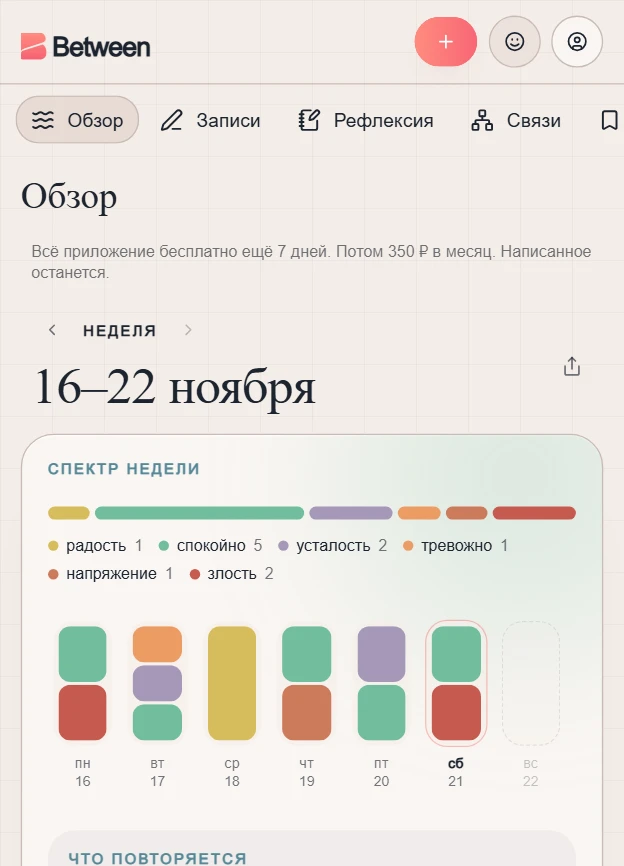 Between
Обзор Записи Рефлексия Связи
Обзор
Всё приложение бесплатно ещё 7 дней. Потом 350 ₽ в месяц. Написанное
останется.
НЕДЕЛЯ
16–22 ноября
СПЕКТР НЕДЕЛИ
радость 1 спокойно 5 усталость 2 тревожно 1
напряжение 1 злость 2
пн вт ср чт пт сб вс
16 17 18 19 20 21 22
ЧТО ПОВТОРЯЕТСЯ